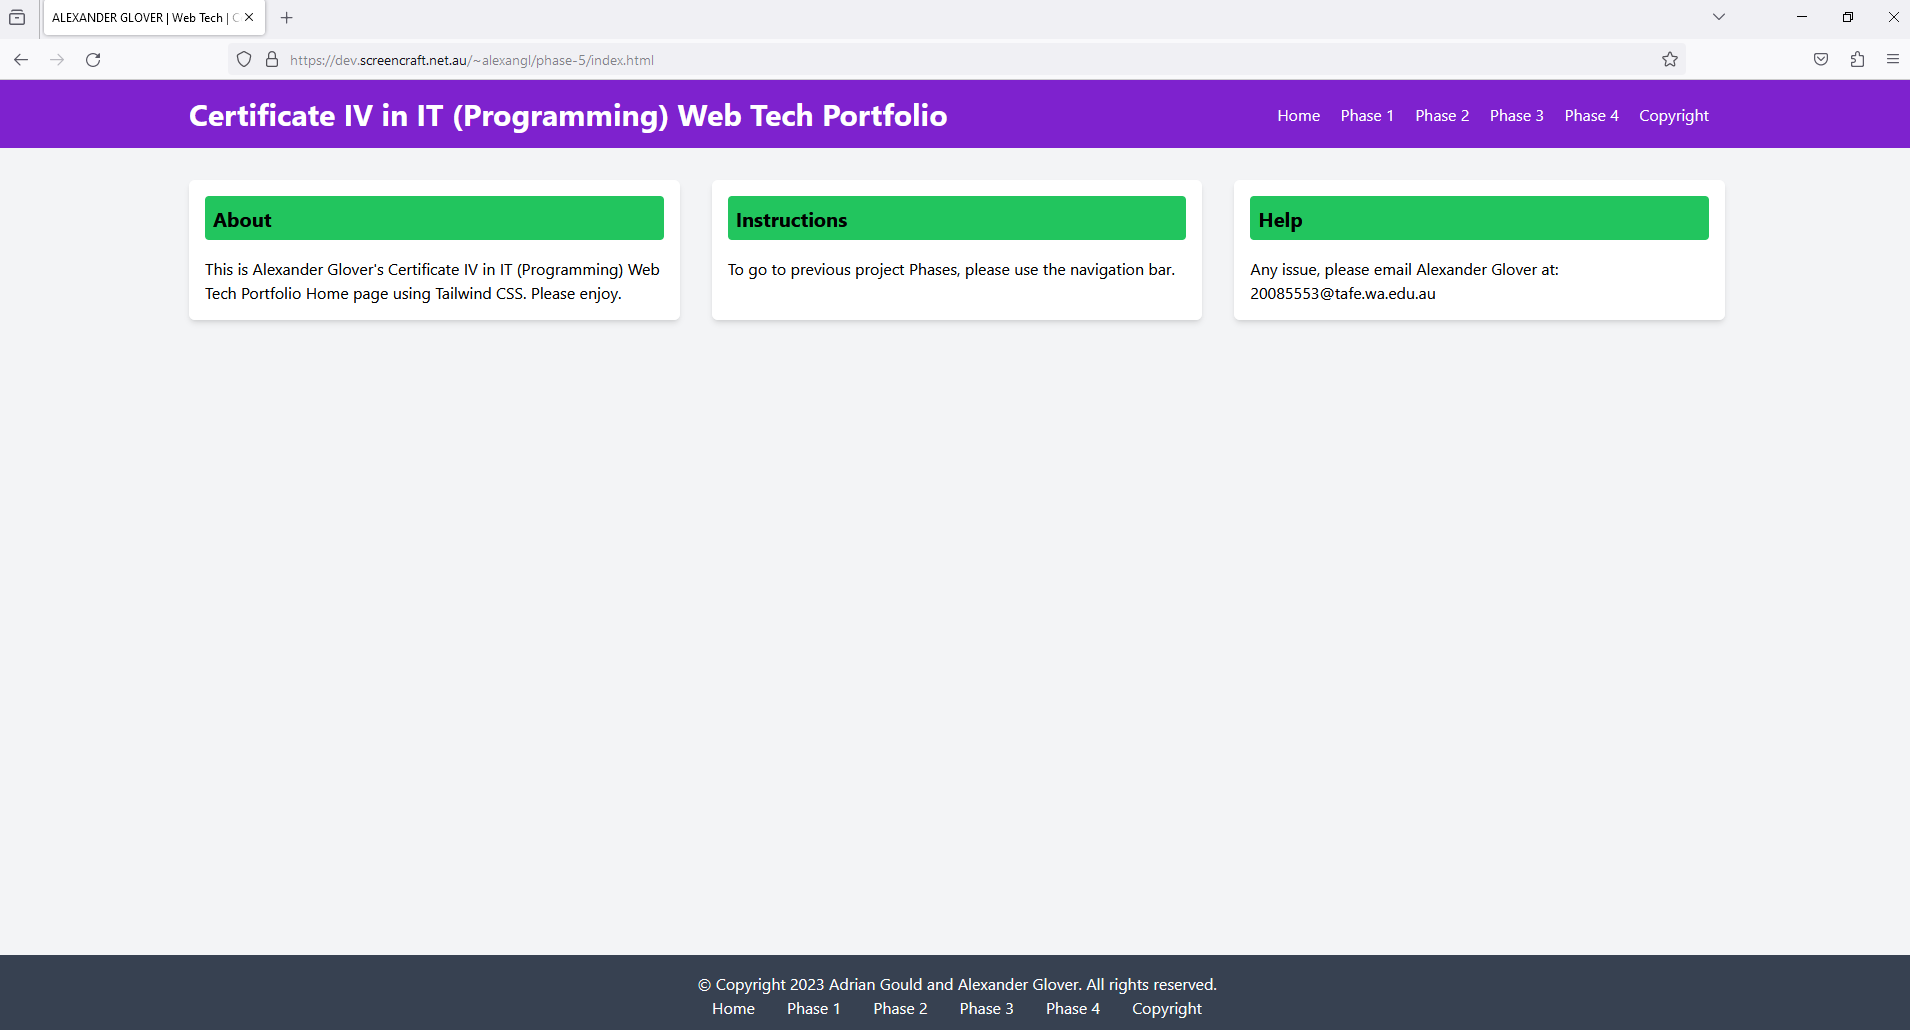 ALEXANDER GLOVER | Web Tech |
https://dev.screencraft.net.au/~alexangl/phase-5/index.html
Certificate IV in IT (Programming) Web Tech Portfolio
Home Phase 1 Phase 2 Phase 3 Phase 4 Copyright
About
This is Alexander Glover's Certificate IV in IT (Programming) Web
Tech Portfolio Home page using Tailwind CSS. Please enjoy.
Instructions
To go to previous project Phases, please use the navigation bar.
Help
Any issue, please email Alexander Glover at:
20085553@tafe.wa.edu.au
© Copyright 2023 Adrian Gould and Alexander Glover. All rights reserved.
Home Phase 1 Phase 2 Phase 3 Phase 4 Copyright